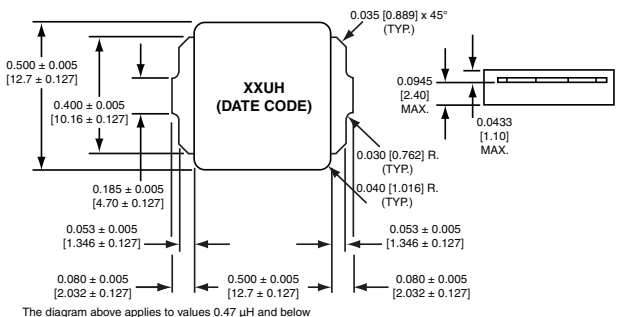 0.035 [0.889] x 45°
(TYP.)
0.500 ± 0.005
[12.7 ± 0.127]
0.400 ± 0.005
[10.16 ± 0.127]
XXUH
(DATE CODE)
0.0945
[2.40]
MAX.
0.0433
[1.10]
MAX.
0.030 [0.762] R.
(TYP.)
0.040 [1.016] R.
(TYP.)
0.185 ± 0.005
[4.70 ± 0.127]
0.053 ± 0.005
[1.346 ± 0.127]
0.053 ± 0.005
[1.346 ± 0.127]
0.080 ± 0.005
[2.032 ± 0.127]
0.500 ± 0.005
[12.7 ± 0.127]
0.080 ± 0.005
[2.032 ± 0.127]
The diagram above applies to values 0.47 µH and below